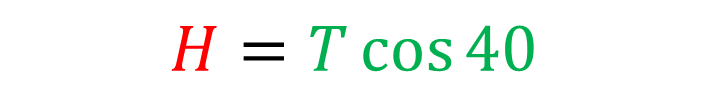 H = T cos 40